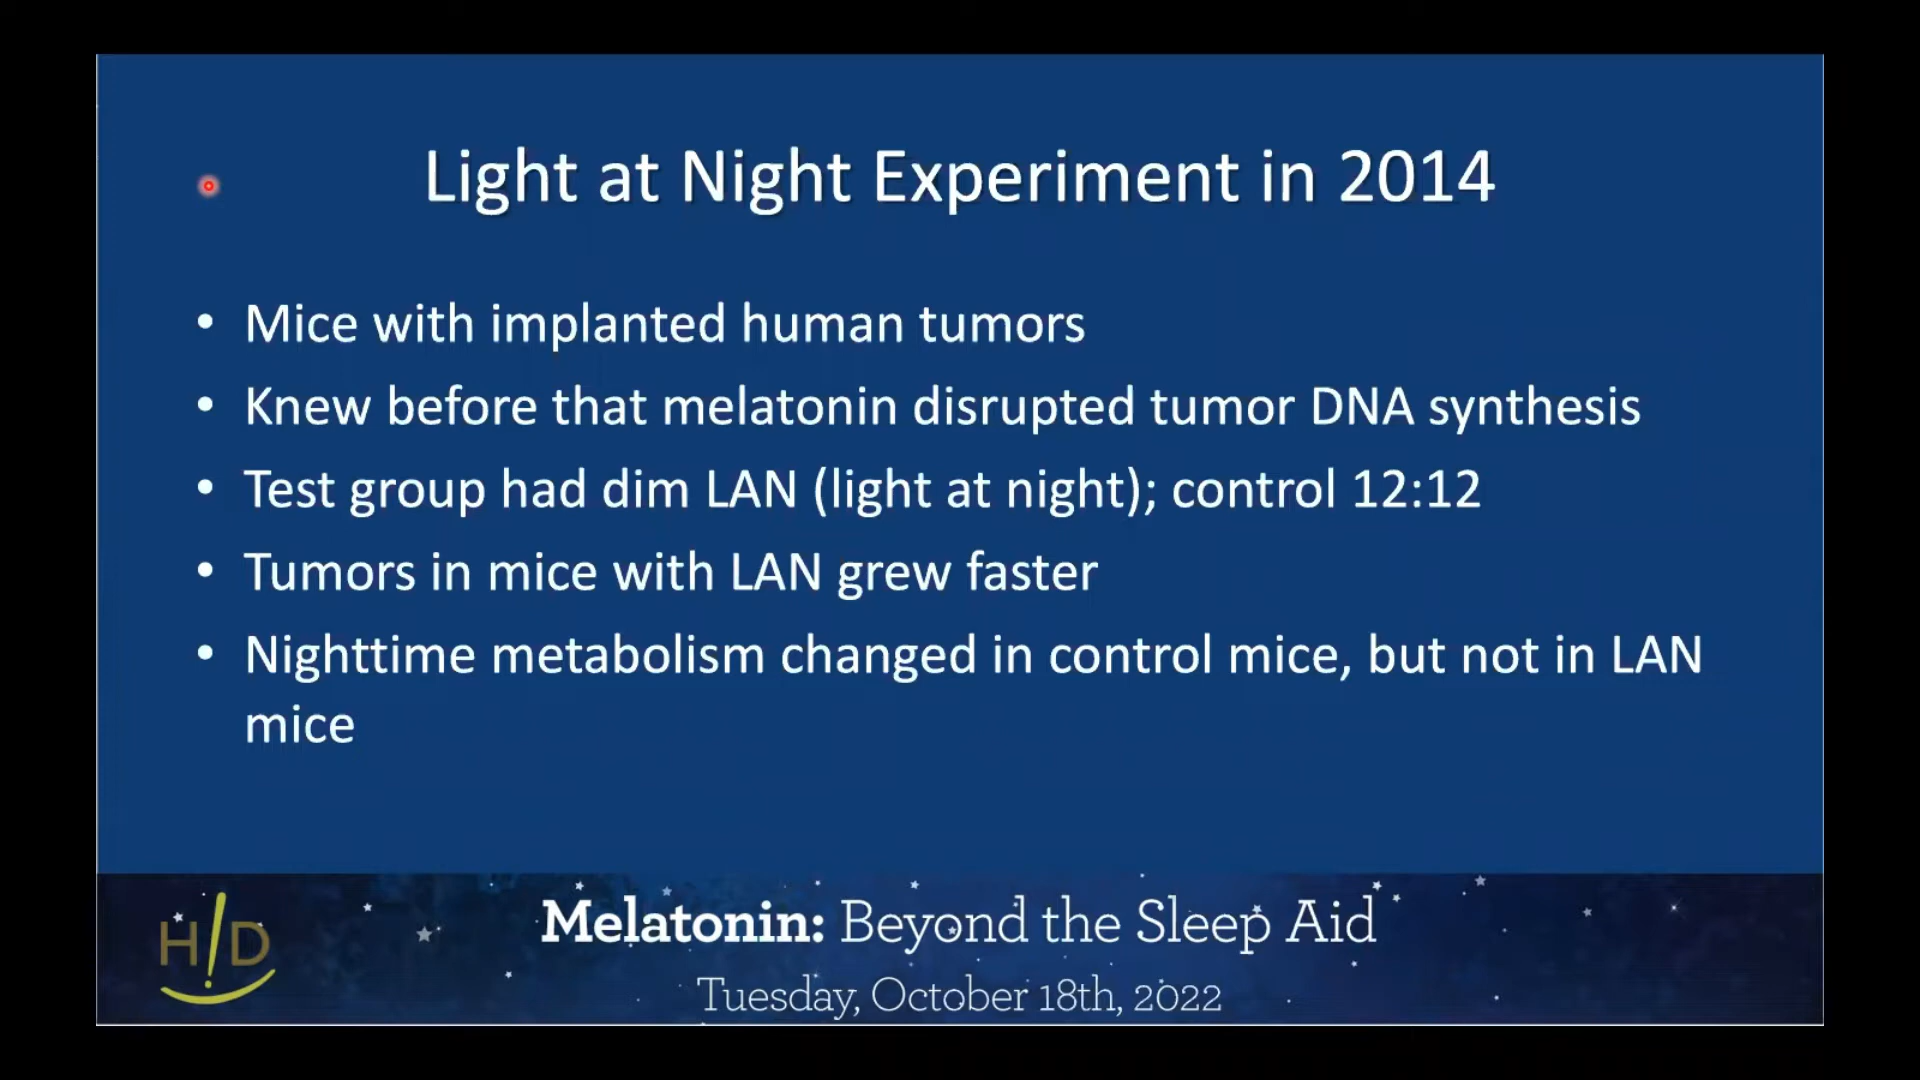 Light at Night Experiment in 2014
• Mice with implanted human tumors
• Knew before that melatonin disrupted tumor DNA synthesis
• Test group had dim LAN (light at night); control 12:12
• Tumors in mice with LAN grew faster
• Nighttime metabolism changed in control mice, but not in LAN
mice
H!D
Melatonin: Beyond the Sleep Aid
Tuesday, October 18th, 2022